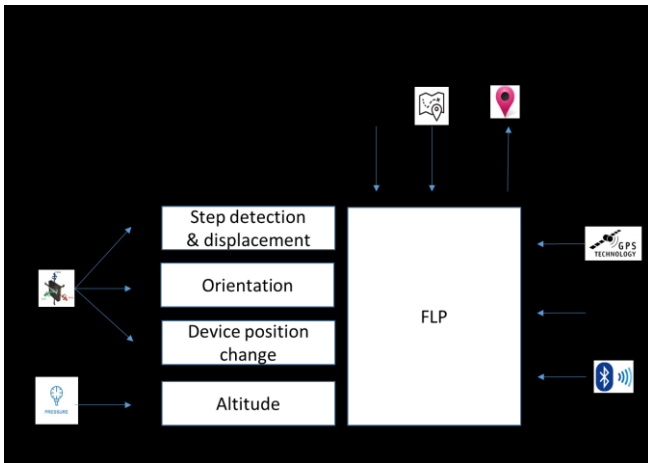 Step detection
& displacement
GPS
TECHNOLOGY
Orientation
Device position
change
FLP
PRESSURE
Altitude